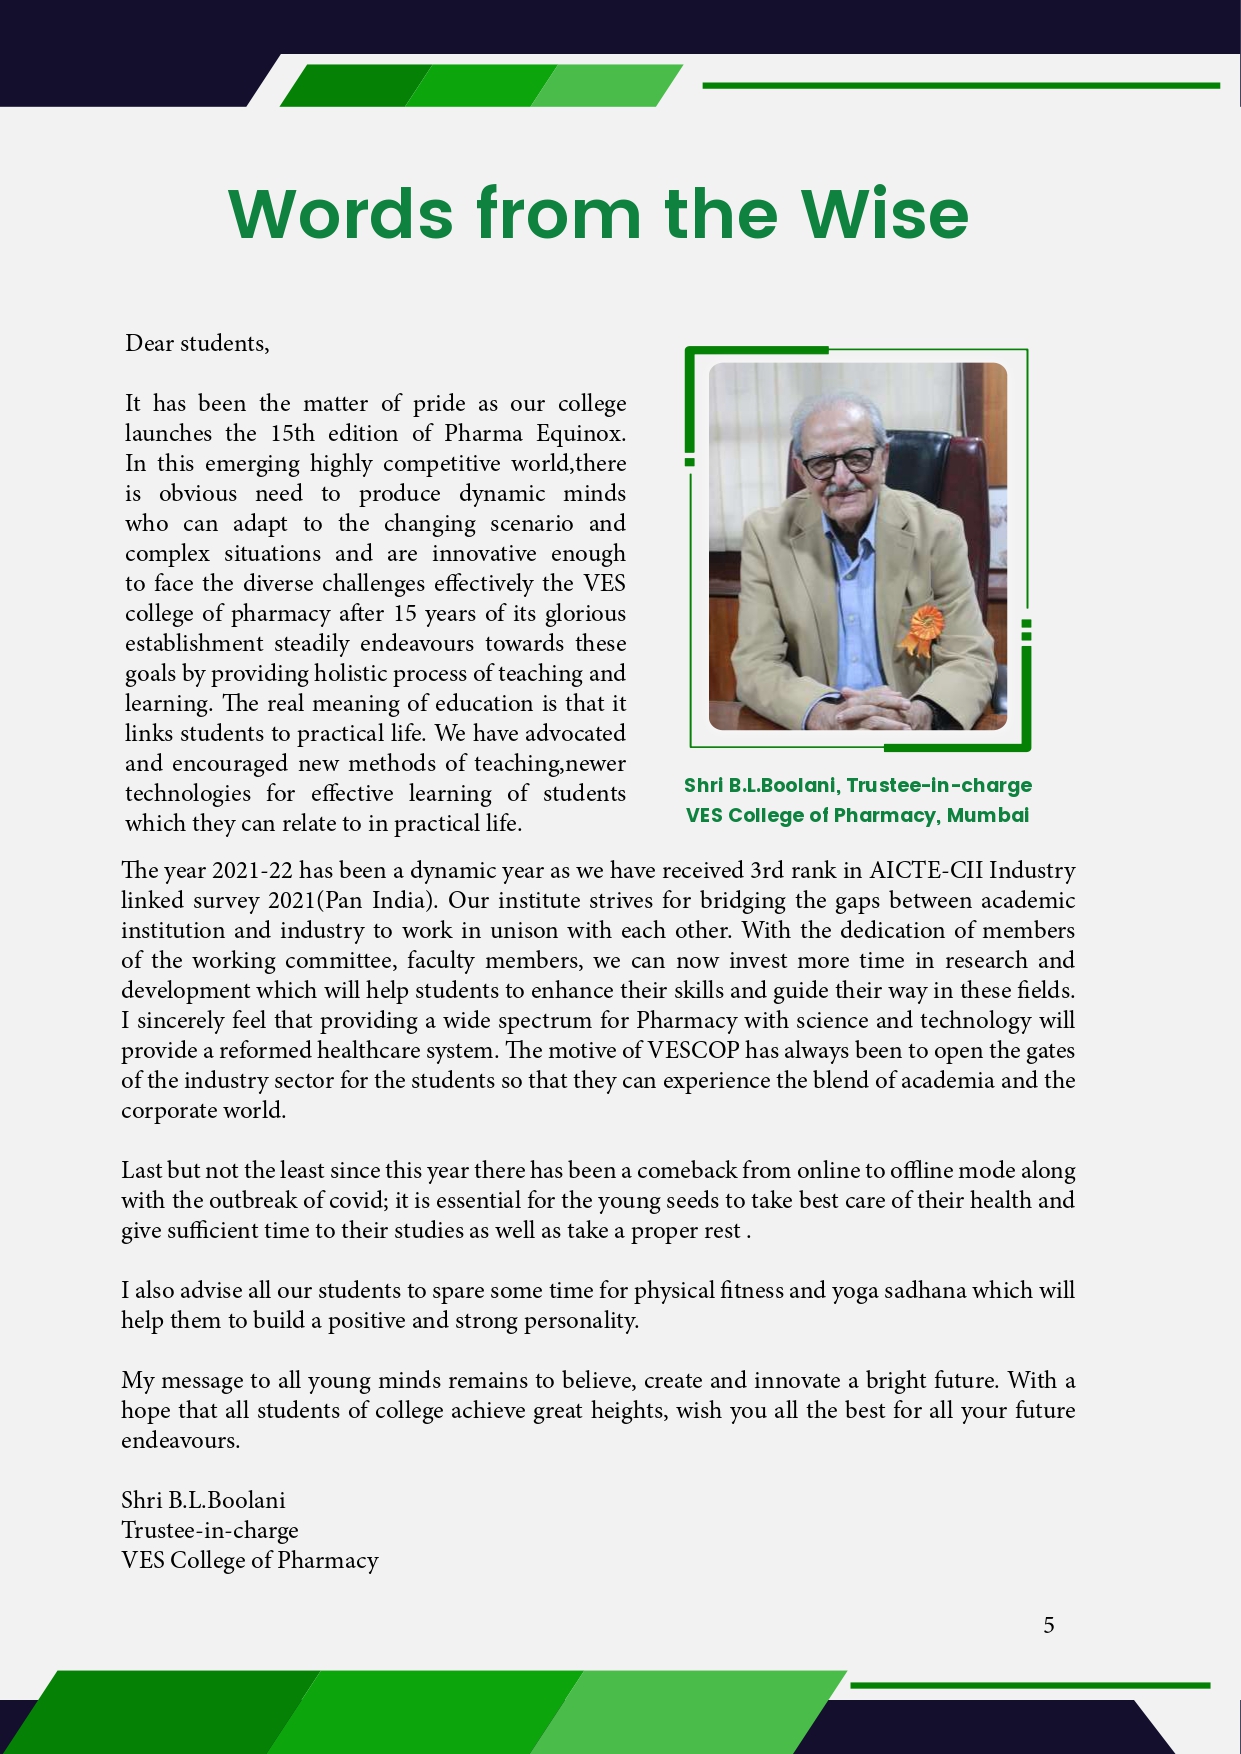 Words from the Wise
Dear students,
It has been the matter of pride as our college
launches the 15th edition of Pharma Equinox.
In this emerging highly competitive world,there
is obvious need to produce dynamic minds
who can adapt to the changing scenario and
complex situations and are innovative enough
to face the diverse challenges effectively the VES
college of pharmacy after 15 years of its glorious
establishment steadily endeavours towards these
goals by providing holistic process of teaching and
learning. The real meaning of education is that it
links students to practical life. We have advocated
and encouraged new methods of teaching,newer
technologies for effective learning of students
which they can relate to in practical life.
Shri B.L.Boolani, Trustee-in-charge
VES College of Pharmacy, Mumbai
The year 2021-22 has been a dynamic year as we have received 3rd rank in AICTE-CII Industry
linked survey 2021(Pan India). Our institute strives for bridging the gaps between academic
institution and industry to work in unison with each other. With the dedication of members
of the working committee, faculty members, we can now invest more time in research and
development which will help students to enhance their skills and guide their way in these fields.
I sincerely feel that providing a wide spectrum for Pharmacy with science and technology will
provide a reformed healthcare system. The motive of VESCOP has always been to open the gates
of the industry sector for the students so that they can experience the blend of academia and the
corporate world.
Last but not the least since this year there has been a comeback from online to offline mode along
with the outbreak of covid; it is essential for the young seeds to take best care of their health and
give sufficient time to their studies as well as take a proper rest .
I also advise all our students to spare some time for physical fitness and yoga sadhana which will
help them to build a positive and strong personality.
My message to all young minds remains to believe, create and innovate a bright future. With a
hope that all students of college achieve great heights, wish you all the best for all your future
endeavours.
Shri B.L.Boolani
Trustee-in-charge
VES College of Pharmacy
5